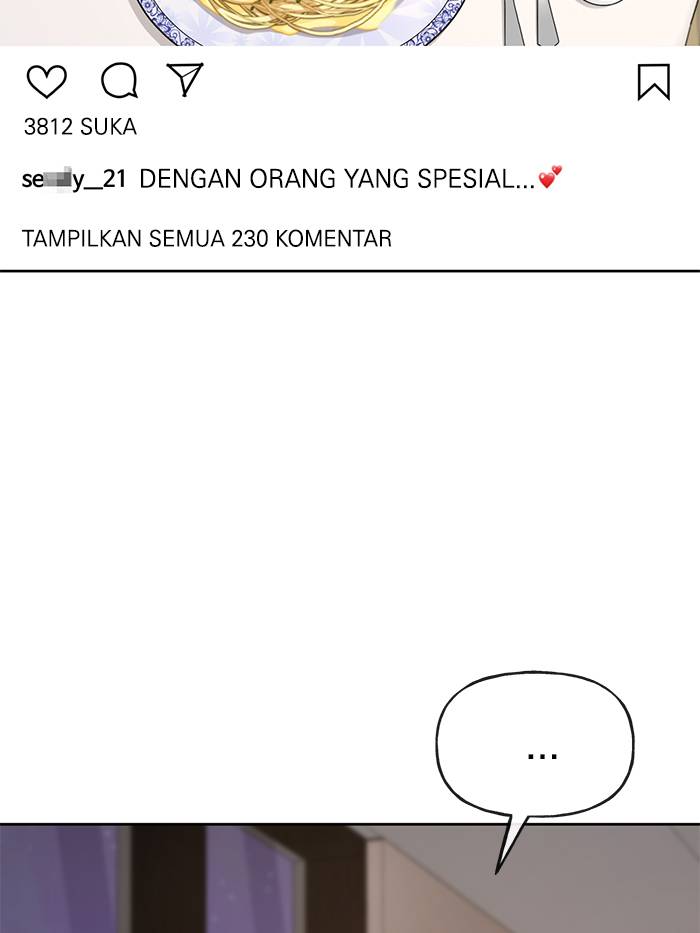 3812 SUKA
DENGAN ORANG YANG SPESIAL...💕
TAMPILKAN SEMUA 230 KOMENTAR
...